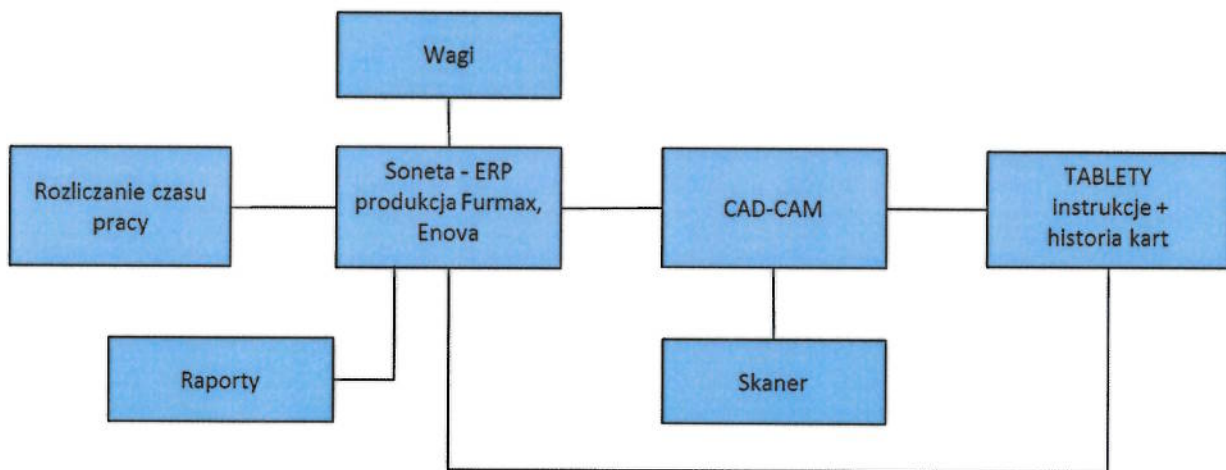 Wagi
Rozliczanie czasu
pracy
Soneta - ERP
produkcja Furmax,
Enova
CAD-CAM
TABLETY
instrukcje +
historia kart
Raporty
Skaner